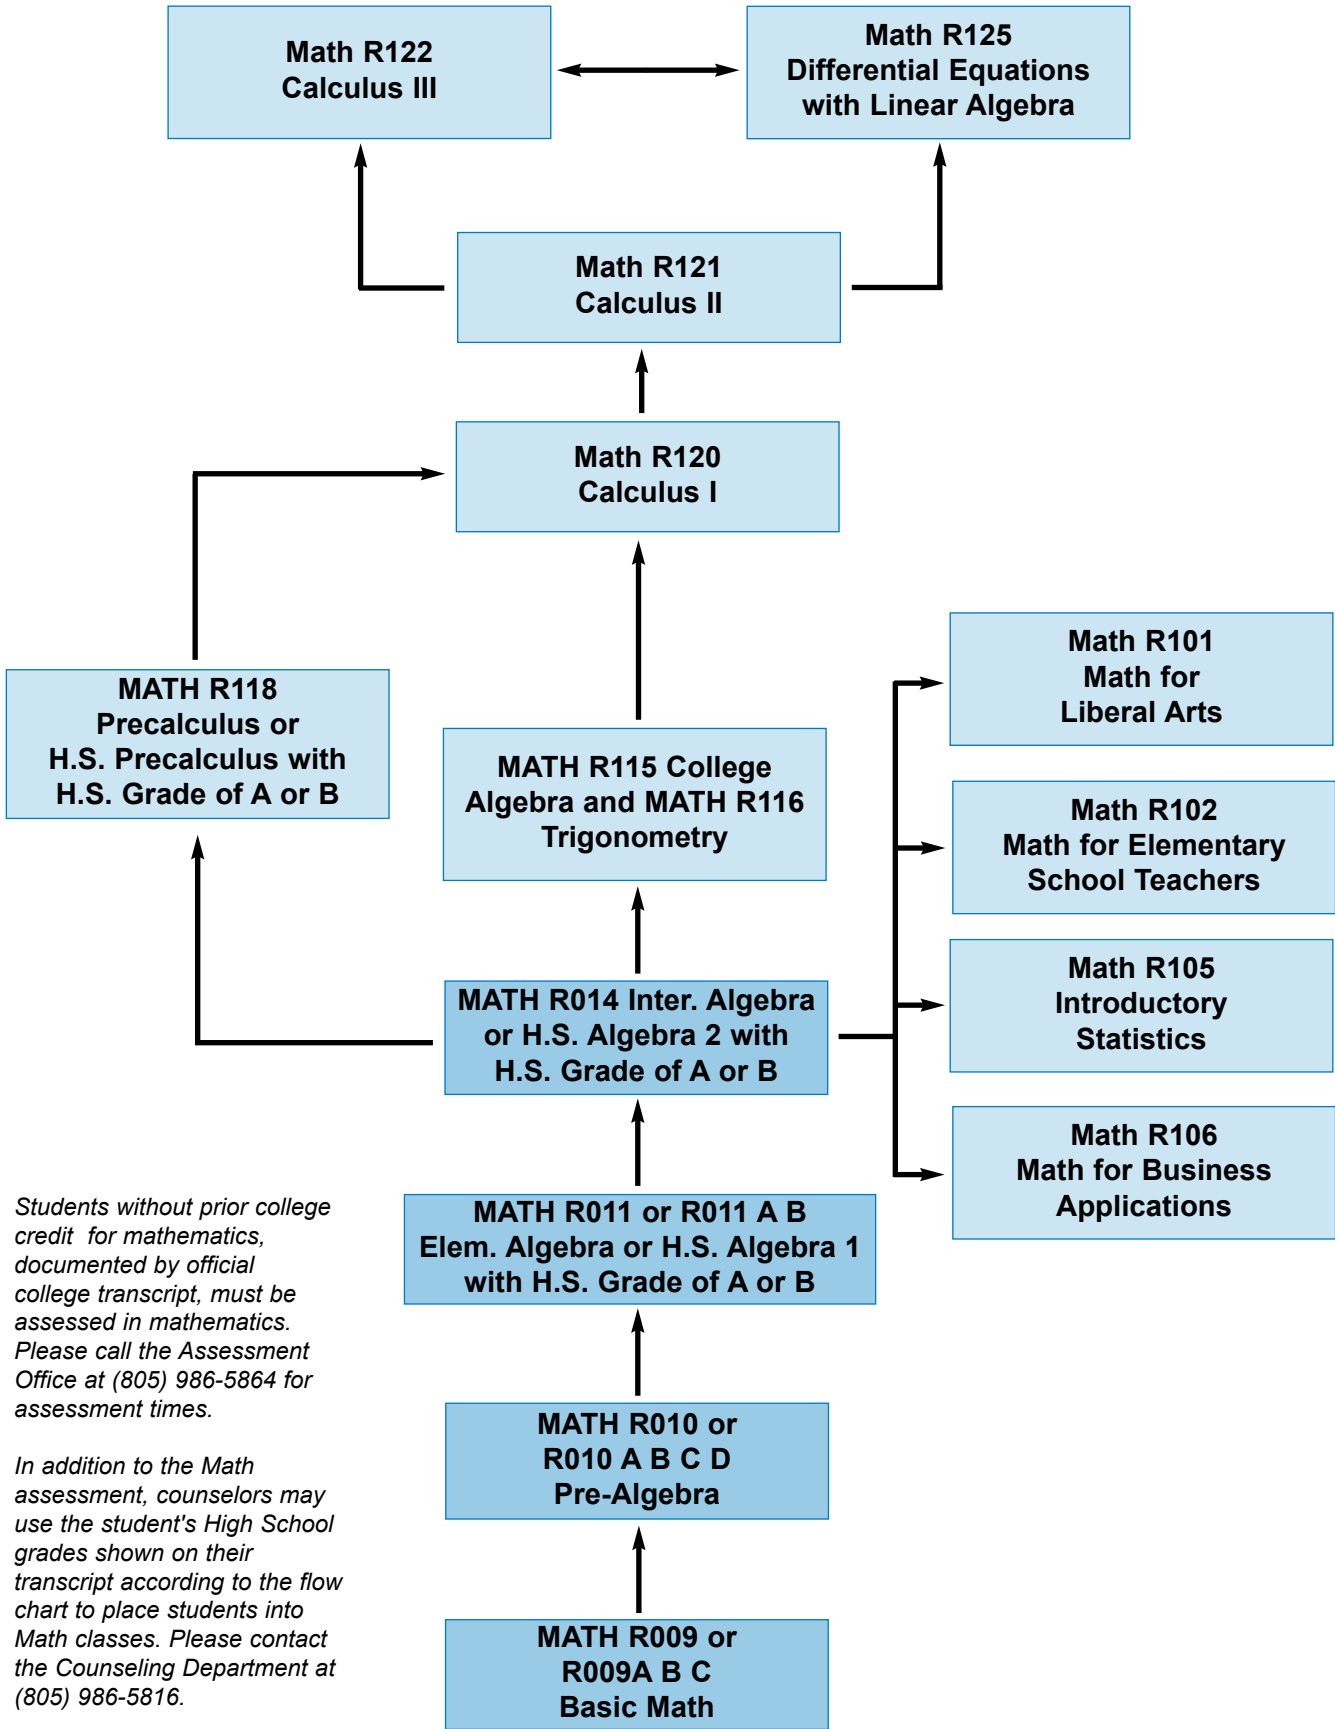 Math R122
Calculus III
Math R125
Differential Equations
with Linear Algebra
Math R121
Calculus II
Math R120
Calculus I
MATH R118
Precalculus or
H.S. Precalculus with
H.S. Grade of A or B
MATH R115 College
Algebra and MATH R116
Trigonometry
Math R101
Math for
Liberal Arts
Math R102
Math for Elementary
School Teachers
Math R105
Introductory
Statistics
Math R106
Math for Business
Applications
MATH R014 Inter. Algebra
or H.S. Algebra 2 with
H.S. Grade of A or B
MATH R011 or R011 A B
Elem. Algebra or H.S. Algebra 1
with H.S. Grade of A or B
MATH R010 or
R010 A B C D
Pre-Algebra
MATH R009 or
R009A B C
Basic Math
Students without prior college
credit  for mathematics,
documented by official
college transcript, must be
assessed in mathematics.
Please call the Assessment
Office at (805) 986-5864 for
assessment times.
In addition to the Math
assessment, counselors may
use the student's High School
grades shown on their
transcript according to the flow
chart to place students into
Math classes. Please contact
the Counseling Department at
(805) 986-5816.